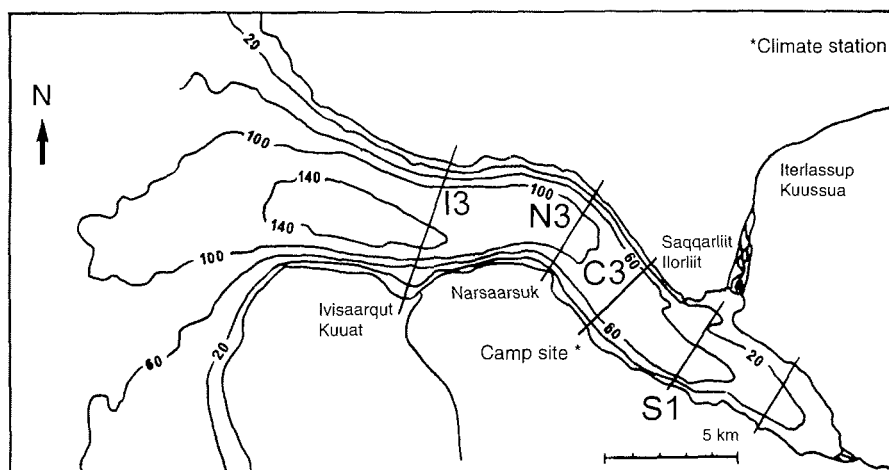 20
*Climate station
N
100
140
I3
140
100
Iterlassup
Kuussua
N3
Saqqarliit
Ilorliit
60
C3
100
Ivisaarqut
Kuuat
Narsaarsuk
60
20
60
20
Camp site *
S1
5 km